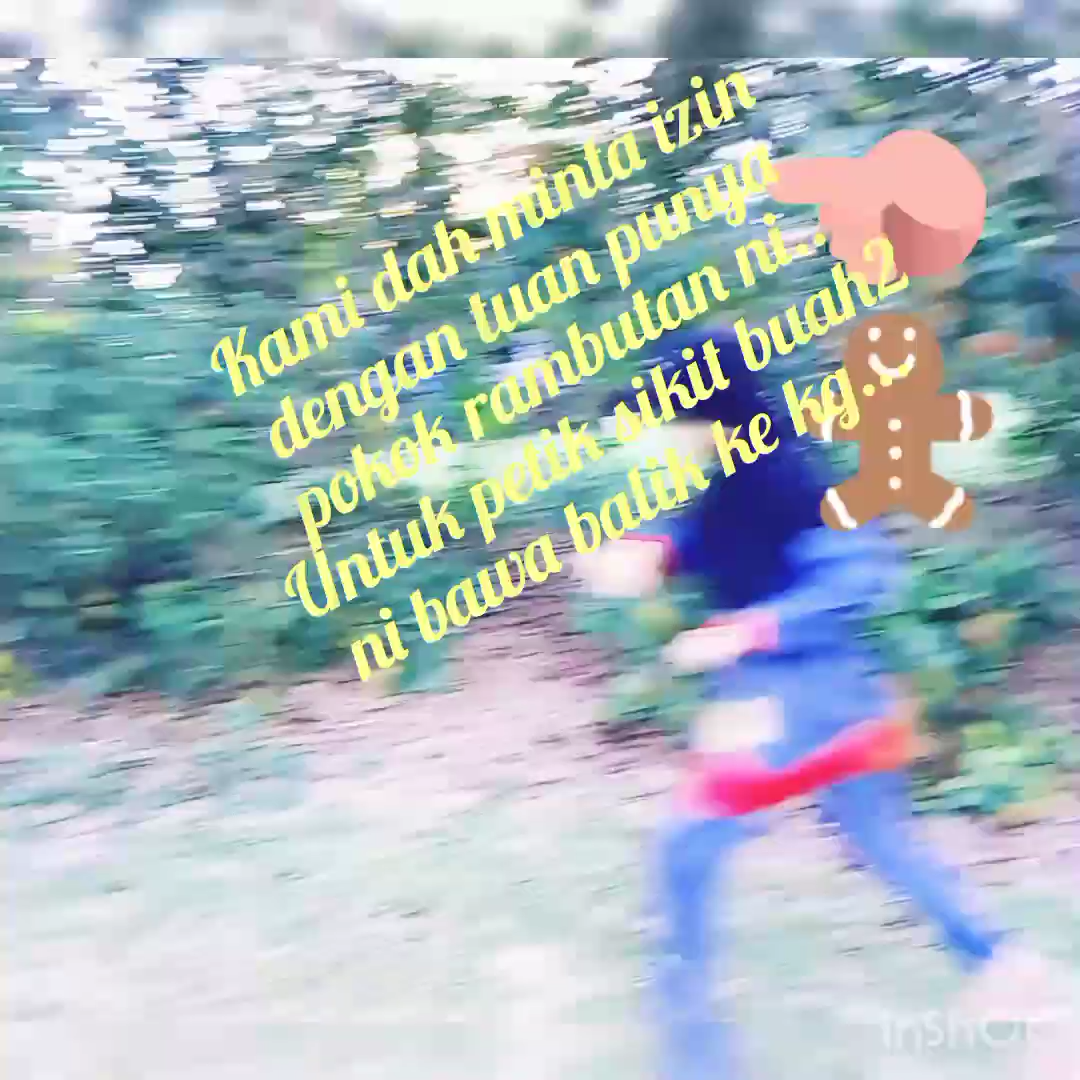 Kami dah minta izin
dengan tuan punya
pokok rambutan ni...
Untuk petik sikit buah2
ni bawa balik ke kg...
InShOt